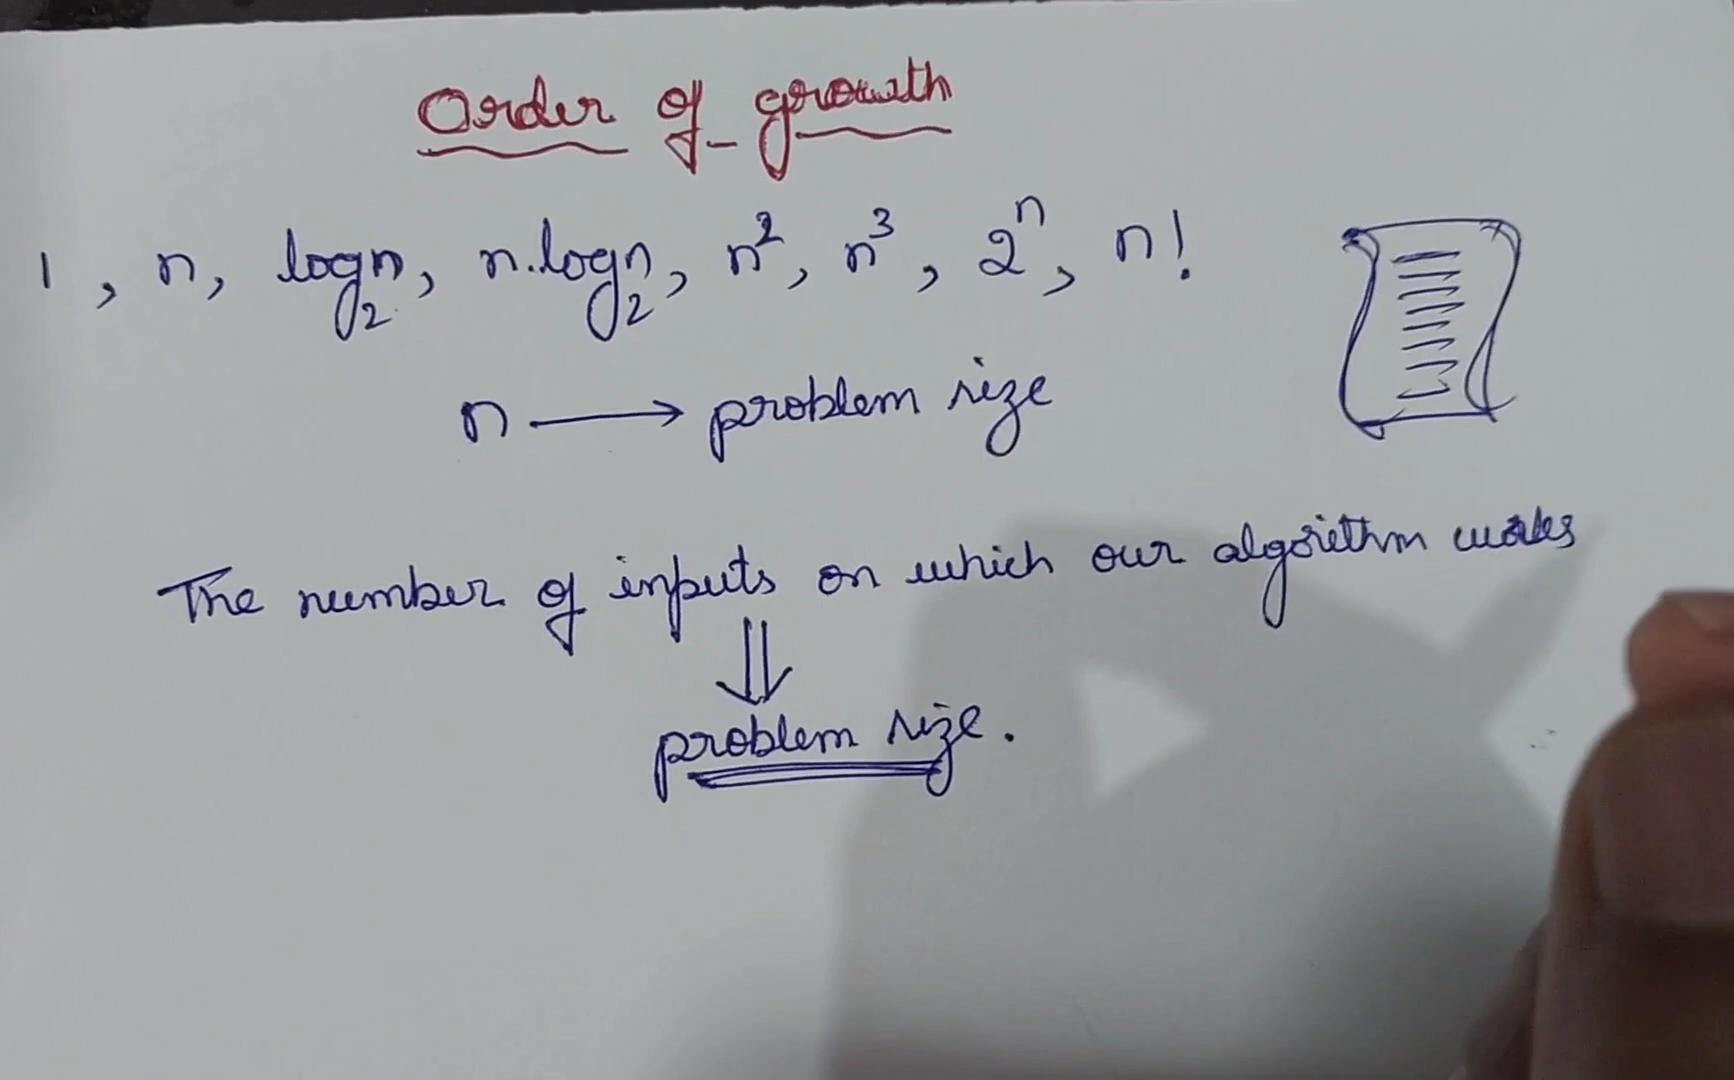 Order of growth
1, n, log₂n, n.log₂n, n², n³, 2ⁿ, n!
n → problem size
The number of inputs on which our algorithm works
⇓
problem size.